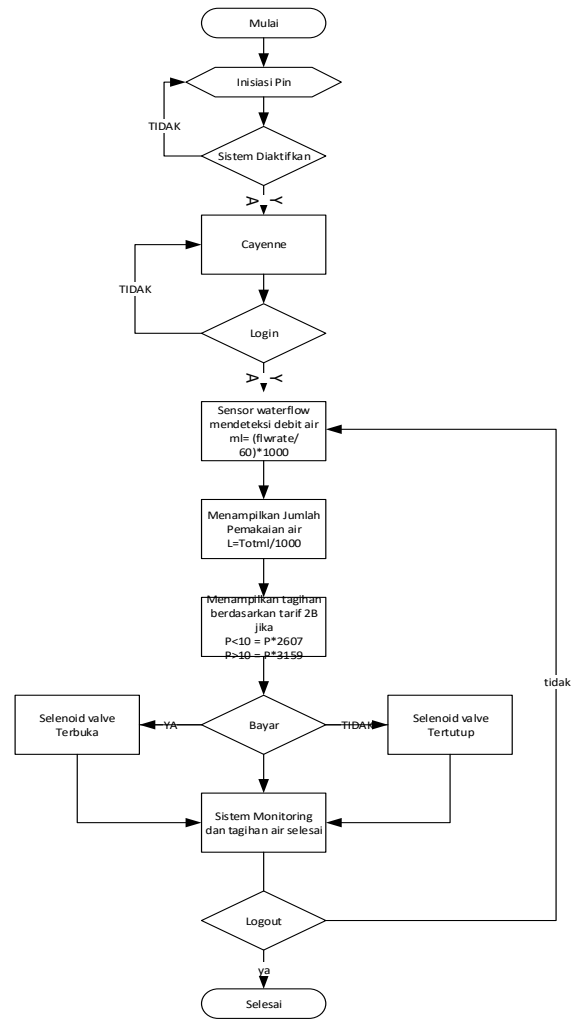 Mulai
Inisiasi Pin
TIDAK
Sistem Diaktifkan
YA
Cayenne
TIDAK
Login
YA
Sensor waterflow
mendeteksi debit air
ml= (flwrate/
60)*1000
Menampilkan Jumlah
Pemakaian air
L=Totml/1000
Menampilkan tagihan
berdasarkan tarif 2B
jika
P<10 = P*2607
P>10 = P*3159
tidak
Selenoid valve
Terbuka
YA
Bayar
TIDAK
Selenoid valve
Tertutup
Sistem Monitoring
dan tagihan air selesai
Logout
ya
Selesai